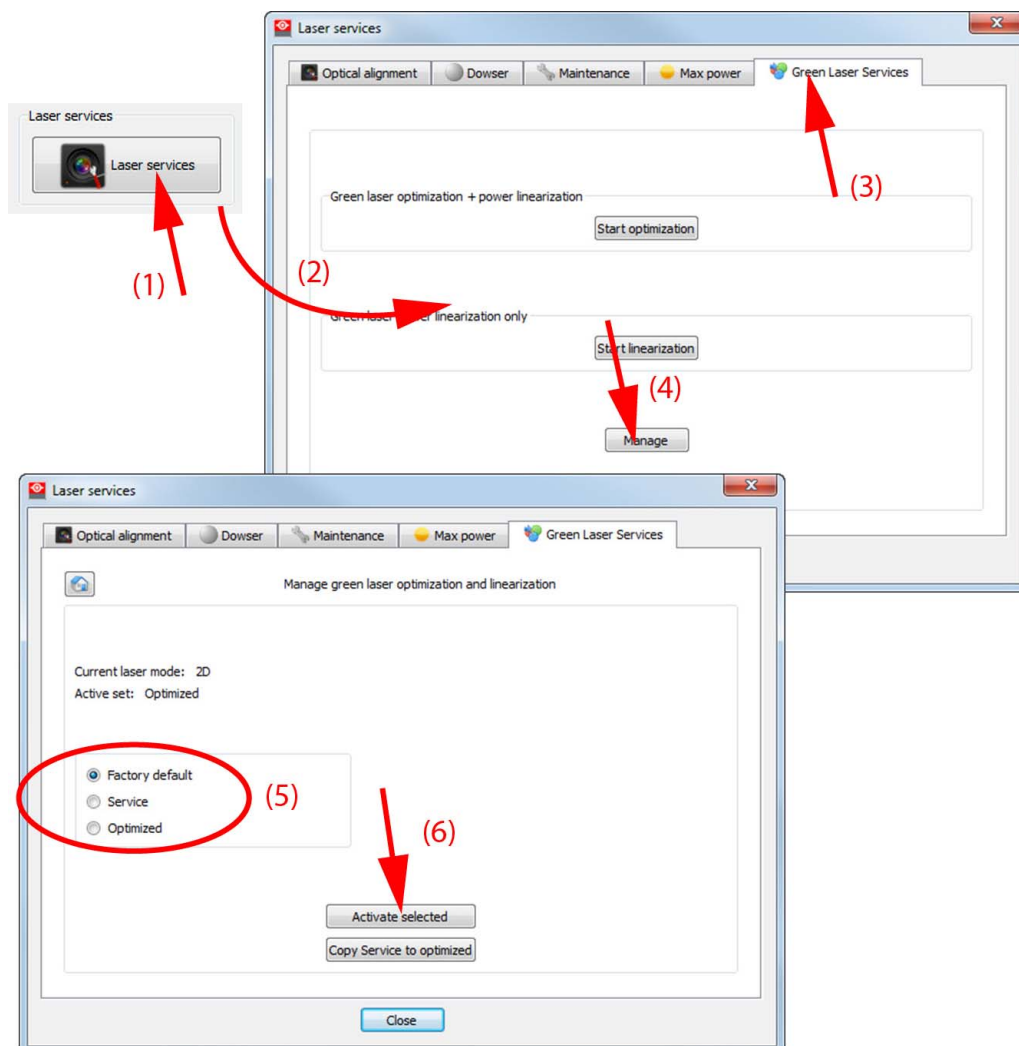 Laser services
Optical alignment Dowser Maintenance Max power Green Laser Services
Laser services
Laser services
(1)
(2)
(3)
Green laser optimization + power linearization
Start optimization
Green laser linearization only
Start linearization
(4)
Manage
Laser services
Optical alignment Dowser Maintenance Max power Green Laser Services
Manage green laser optimization and linearization
Current laser mode: 2D
Active set: Optimized
Factory default
Service
Optimized
(5)
(6)
Activate selected
Copy Service to optimized
Close